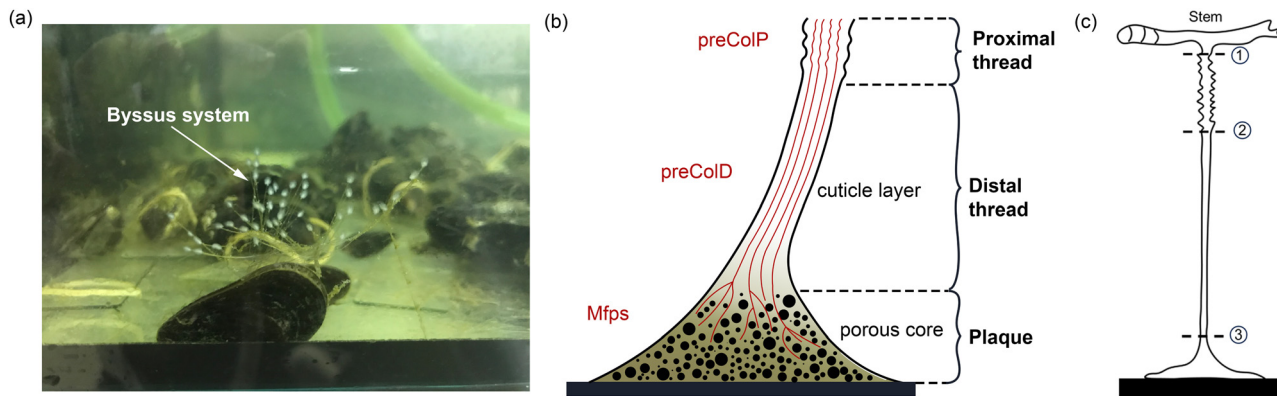 (a)
Byssus system
(b)
preColP
preColD
Mfps
cuticle layer
porous core
Proximal
thread
Distal
thread
Plaque
(c)
Stem
①
②
③